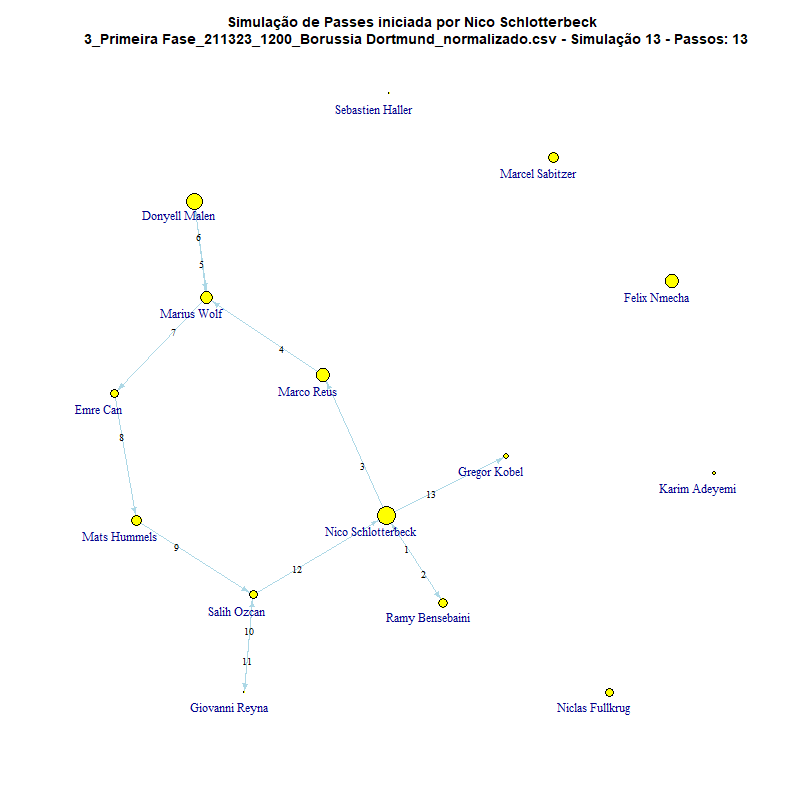 Simulação de Passes iniciada por Nico Schlotterbeck
3_Primeira Fase_211323_1200_Borussia Dortmund_normalizado.csv - Simulação 13 - Passos: 13
Sebastien Haller
Marcel Sabitzer
Donyell Malen
6
5
Felix Nmecha
Marius Wolf
7
4
Marco Reus
Emre Can
8
3
Gregor Kobel
Karim Adeyemi
13
Nico Schlotterbeck
Mats Hummels
9
1
12
2
Salih Ozcan
Ramy Bensebaini
10
11
Giovanni Reyna
Niclas Fullkrug